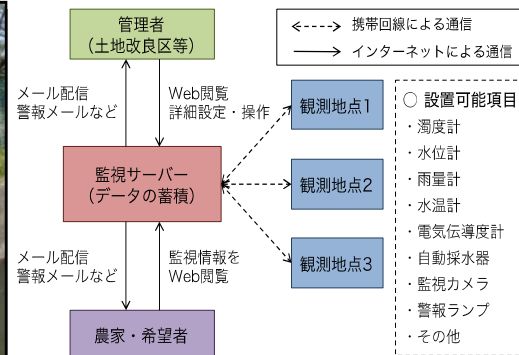 管理者
(土地改良区等)
携帯回線による通信
インターネットによる通信
メール配信
警報メールなど
Web閲覧
詳細設定・操作
観測地点1
監視サーバー
(データの蓄積)
観測地点2
観測地点3
メール配信
警報メールなど
監視情報を
Web閲覧
農家・希望者
○ 設置可能項目
・濁度計
・水位計
・雨量計
・水温計
・電気伝導度計
・自動採水器
・監視カメラ
・警報ランプ
・その他